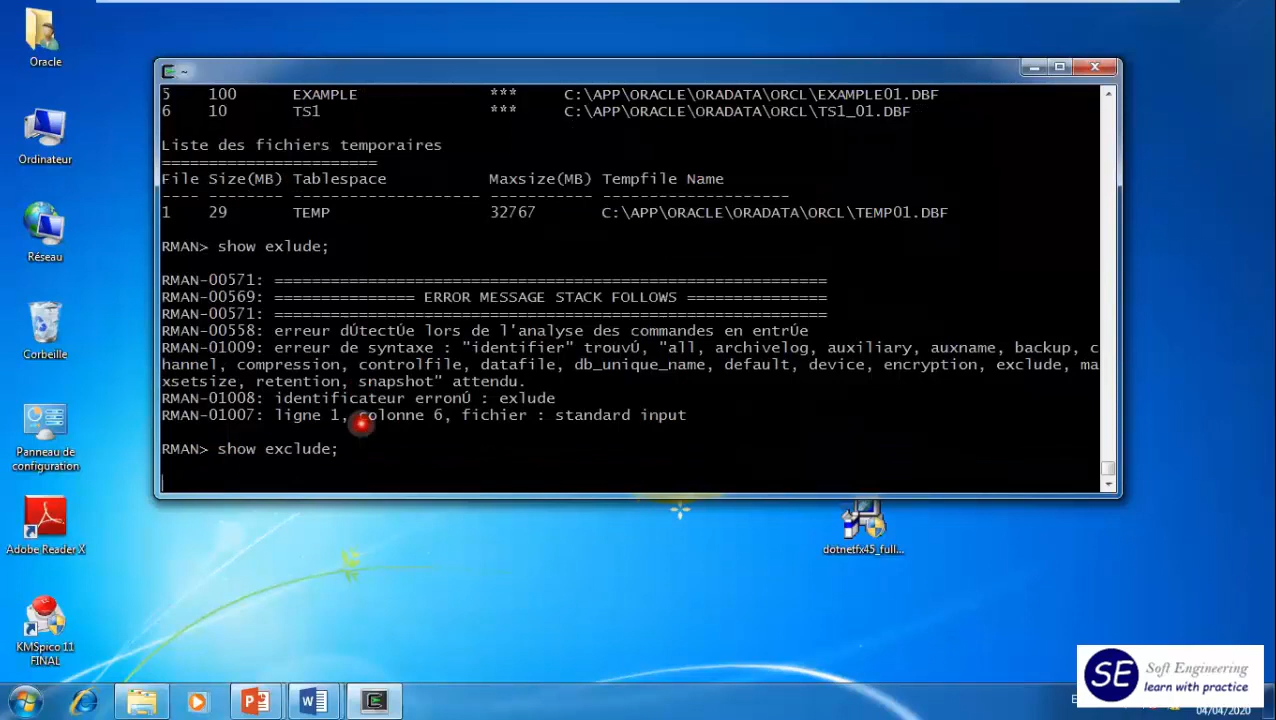 Oracle
Ordinateur
Réseau
Corbeille
Panneau de
configuration
Adobe Reader X
KMSpico 11
FINAL
~
5 100 EXAMPLE *** C:\APP\ORACLE\ORADATA\ORCL\EXAMPLE01.DBF
6 10 TS1 *** C:\APP\ORACLE\ORADATA\ORCL\TS1_01.DBF
Liste des fichiers temporaires
=======================
File Size(MB) Tablespace Maxsize(MB) Tempfile Name
---- -------- -------------------- ----------- --------------------
1 29 TEMP 32767 C:\APP\ORACLE\ORADATA\ORCL\TEMP01.DBF
RMAN> show exlude;
RMAN-00571: ===========================================================
RMAN-00569: =============== ERROR MESSAGE STACK FOLLOWS ===============
RMAN-00571: ===========================================================
RMAN-00558: erreur dÚtectÚe lors de l'analyse des commandes en entrÚe
RMAN-01009: erreur de syntaxe : "identifier" trouvÚ, "all, archivelog, auxiliary, auxname, backup, c
hannel, compression, controlfile, datafile, db_unique_name, default, device, encryption, exclude, ma
xsetsize, retention, snapshot" attendu.
RMAN-01008: identificateur erronÚ : exlude
RMAN-01007: ligne 1, colonne 6, fichier : standard input
RMAN> show exclude;
dotnetfx45_full...
SE
Soft Engineering
learn with practice
04/04/2020